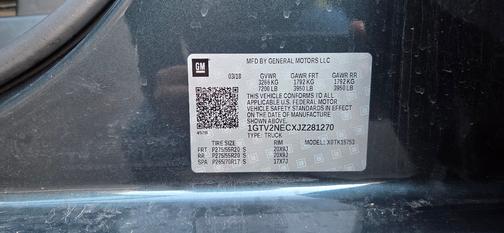 GM
MFD BY GENERAL MOTORS LLC
03/18 GVWR GAWR FRT GAWR RR
3266 KG 1792 KG 1792 KG
7200 LB 3950 LB 3950 LB
THIS VEHICLE CONFORMS TO ALL
APPLICABLE U.S. FEDERAL MOTOR
VEHICLE SAFETY STANDARDS IN EFFECT
ON THE DATE OF MANUFACTURE
SHOWN ABOVE.
1GTV2NECXJZ281270
TYPE: TRUCK MODEL: XOTK15753
TIRE SIZE RIM
FRT P275/55R20 S 20X9J
RR P275/55R20 S 20X9J
SPA P265/70R17 S 17X7J